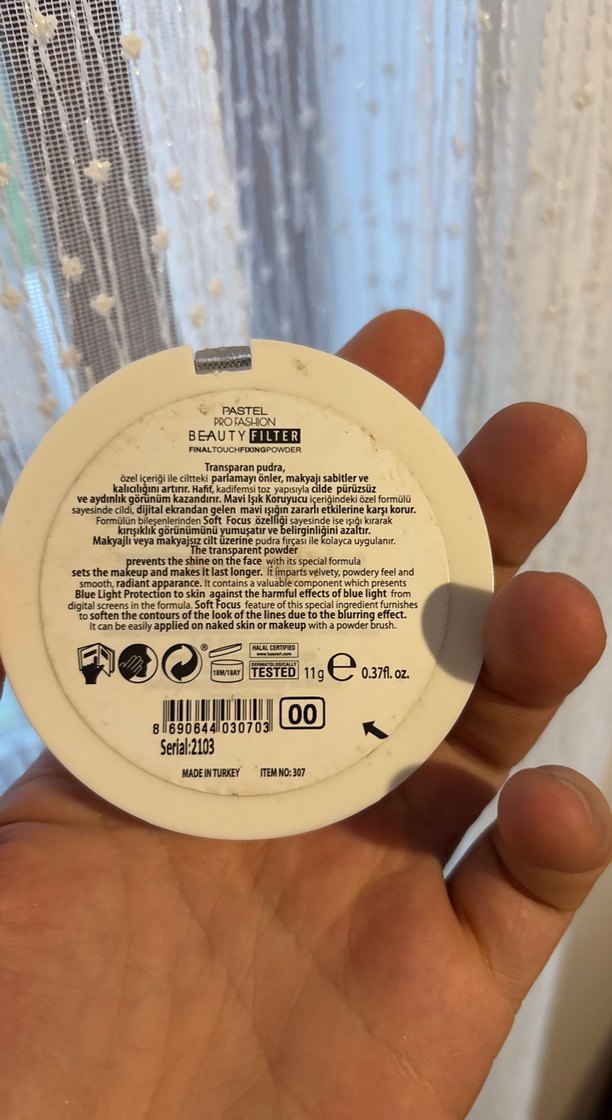 PASTEL
PRO FASHION
BEAUTY FILTER
FINALTOUCHFIXINGPOWDER
Transparan pudra,
özel içeriği ile ciltteki parlamayı önler, makyajı sabitler ve
kalıcılığını artırır. Hafif, kadifemsi toz yapısıyla cilde pürüzsüz
ve aydınlık görünüm kazandırır. Mavi Işık Koruyucu içeriğindeki özel formülü
sayesinde cildi, dijital ekrandan gelen mavi ışığın zararlı etkilerine karşı korur.
Formülün bileşenlerinden Soft Focus özelliği sayesinde ise ışığı kırarak
kırışıklık görünümünü yumuşatır ve belirginliğini azaltır.
Makyajlı veya makyajsız cilt üzerine pudra fırçası ile kolayca uygulanır.
The transparent powder
prevents the shine on the face with its special formula
sets the makeup and makes it last longer. It imparts velvety, powdery feel and
smooth, radiant apparance. It contains a valuable component which presents
Blue Light Protection to skin against the harmful effects of blue light from
digital screens in the formula. Soft Focus feature of this special ingredient furnishes
to soften the contours of the look of the lines due to the blurring effect.
It can be easily applied on naked skin or makeup with a powder brush.
18M/18AY
HALAL CERTIFIED
www.kascert.com
DERMATOLOGICALLY
TESTED
11 g ℮ 0.37fl. oz.
8 690644 030703
00
Serial:2103
MADE IN TURKEY ITEM NO: 307